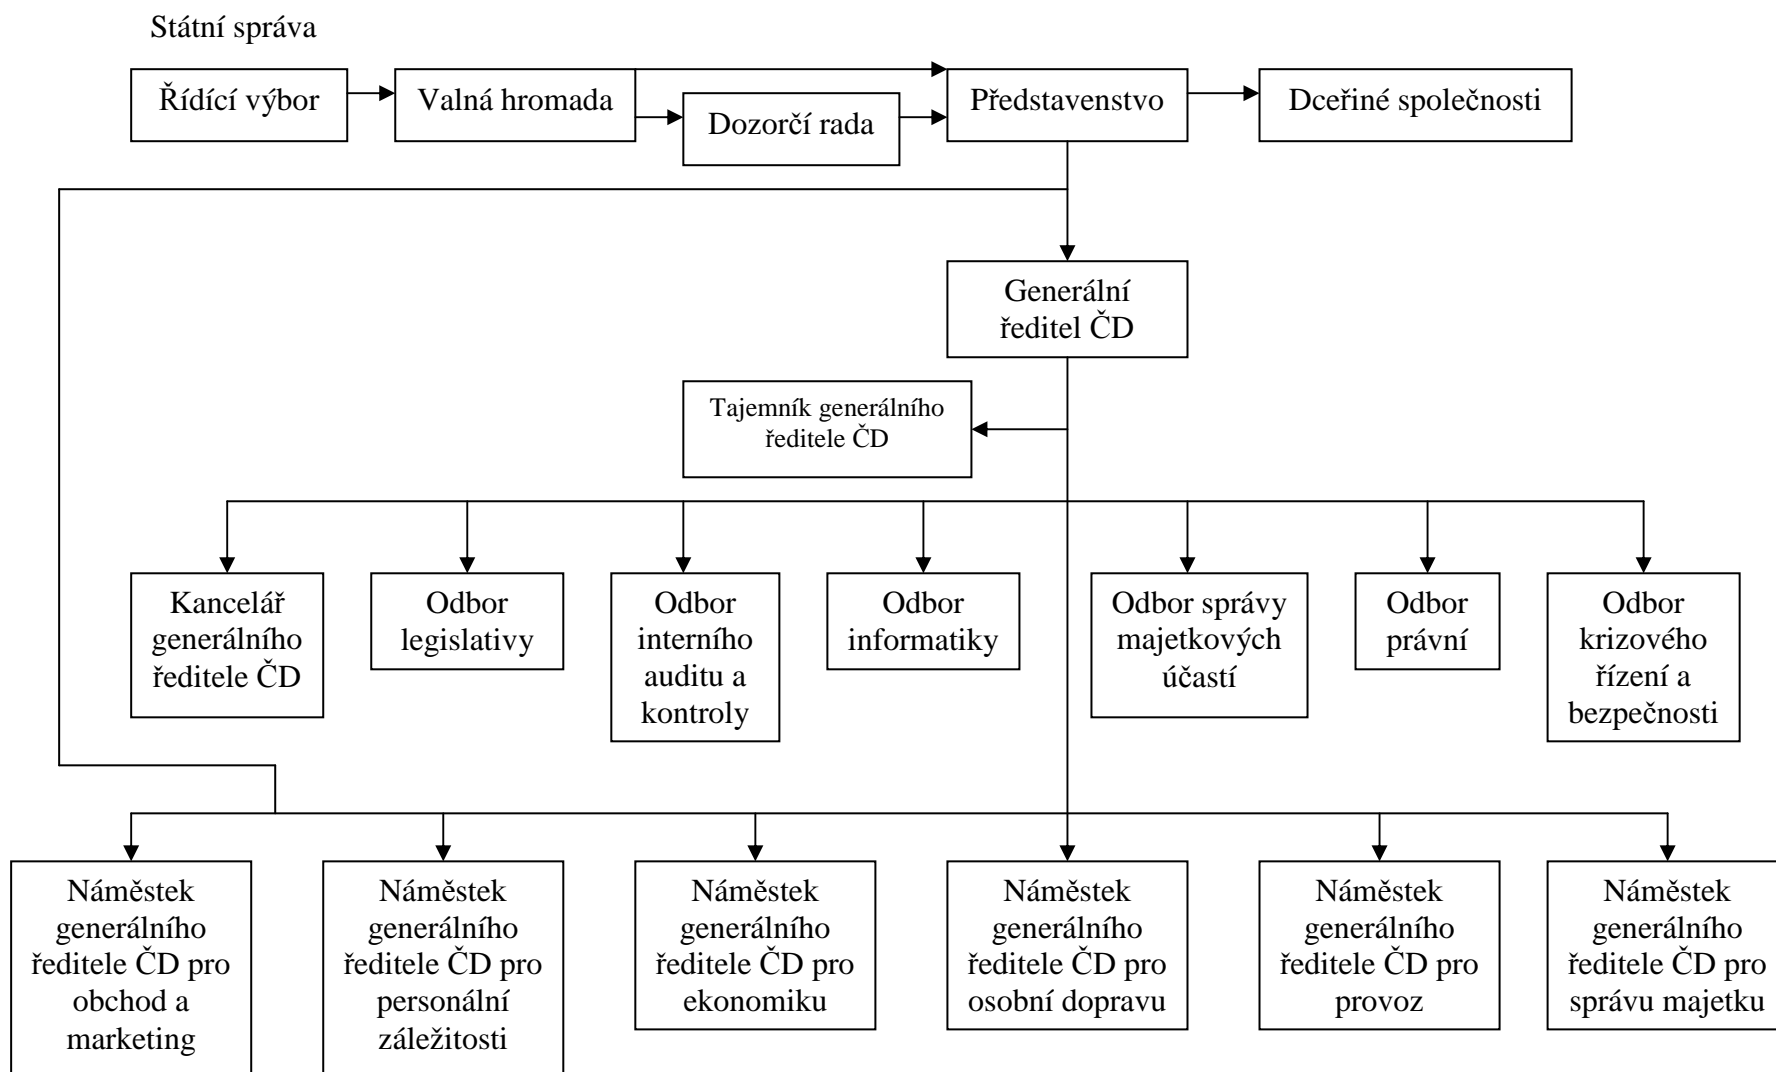 Státní správa
Řídící výbor
Valná hromada
Dozorčí rada
Představenstvo
Dceřiné společnosti
Generální
ředitel ČD
Tajemník generálního
ředitele ČD
Kancelář
generálního
ředitele ČD
Odbor
legislativy
Odbor
interního
auditu a
kontroly
Odbor
informatiky
Odbor správy
majetkových
účastí
Odbor
právní
Odbor
krizového
řízení a
bezpečnosti
Náměstek
generálního
ředitele ČD pro
obchod a
marketing
Náměstek
generálního
ředitele ČD pro
personální
záležitosti
Náměstek
generálního
ředitele ČD pro
ekonomiku
Náměstek
generálního
ředitele ČD pro
osobní dopravu
Náměstek
generálního
ředitele ČD pro
provoz
Náměstek
generálního
ředitele ČD pro
správu majetku